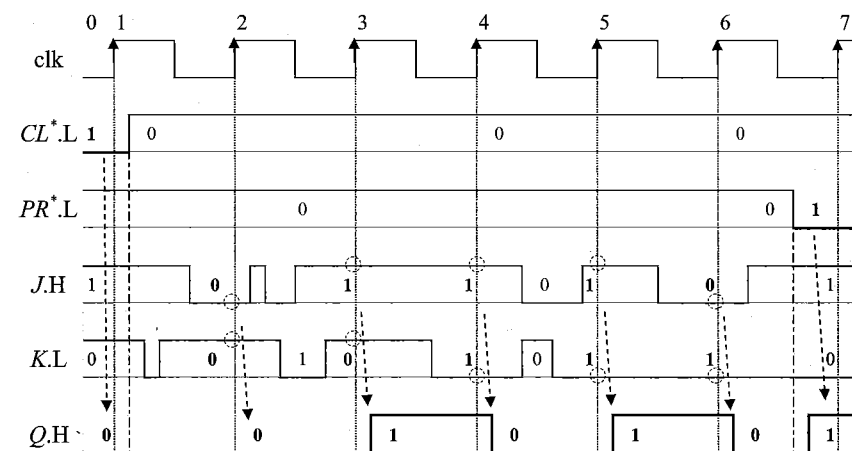 0 1 2 3 4 5 6 7
clk
CL*.L 1 0 0 0
PR*.L 0 0 1
J.H 1 0 1 1 0 1 0 1
K.L 0 0 1 0 1 0 1 1 0
Q.H 0 0 1 0 1 0 1